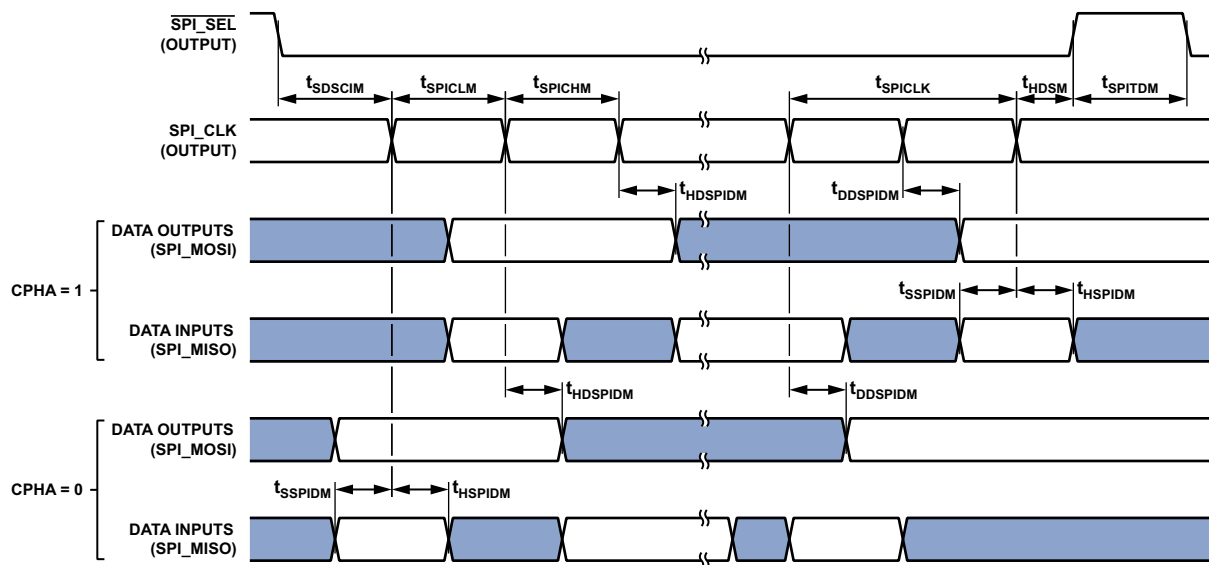 SPI_SEL
(OUTPUT)
tSDSCIM tSPICLM tSPICHM tSPICLK tHDSM tSPITDM
SPI_CLK
(OUTPUT)
tHDSPIDM tDDSPIDM
DATA OUTPUTS
(SPI_MOSI)
CPHA = 1
tSSPIDM tHSPIDM
DATA INPUTS
(SPI_MISO)
tHDSPIDM tDDSPIDM
DATA OUTPUTS
(SPI_MOSI)
CPHA = 0
tSSPIDM tHSPIDM
DATA INPUTS
(SPI_MISO)